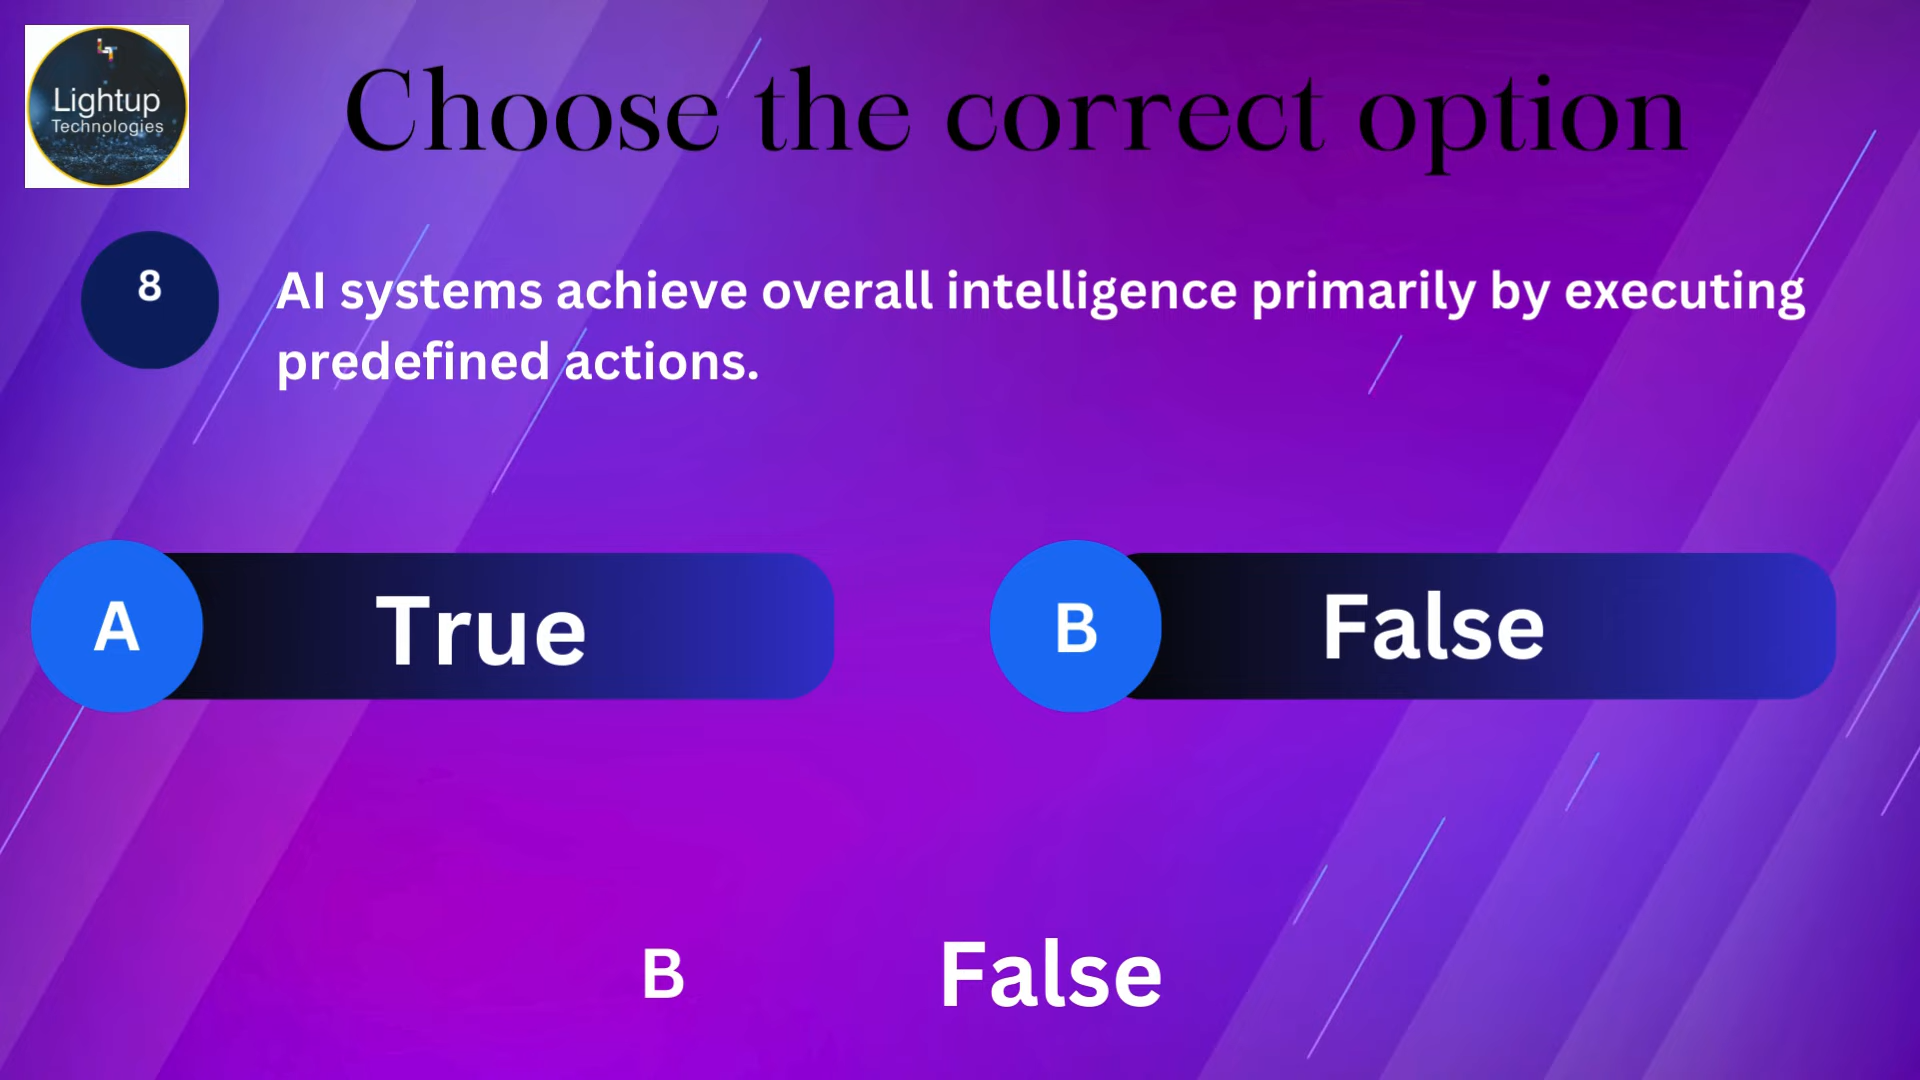 LT
Lightup
Technologies
Choose the correct option
8
AI systems achieve overall intelligence primarily by executing
predefined actions.
A
True
B
False
B
False